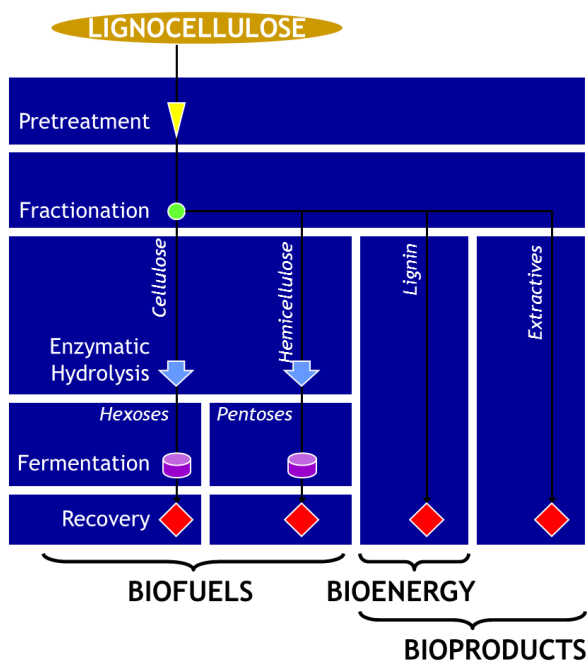 LIGNOCELLULOSE
Pretreatment
Fractionation
Cellulose
Hemicellulose
Lignin
Extractives
Enzymatic
Hydrolysis
Hexoses
Pentoses
Fermentation
Recovery
BIOFUELS
BIOENERGY
BIOPRODUCTS